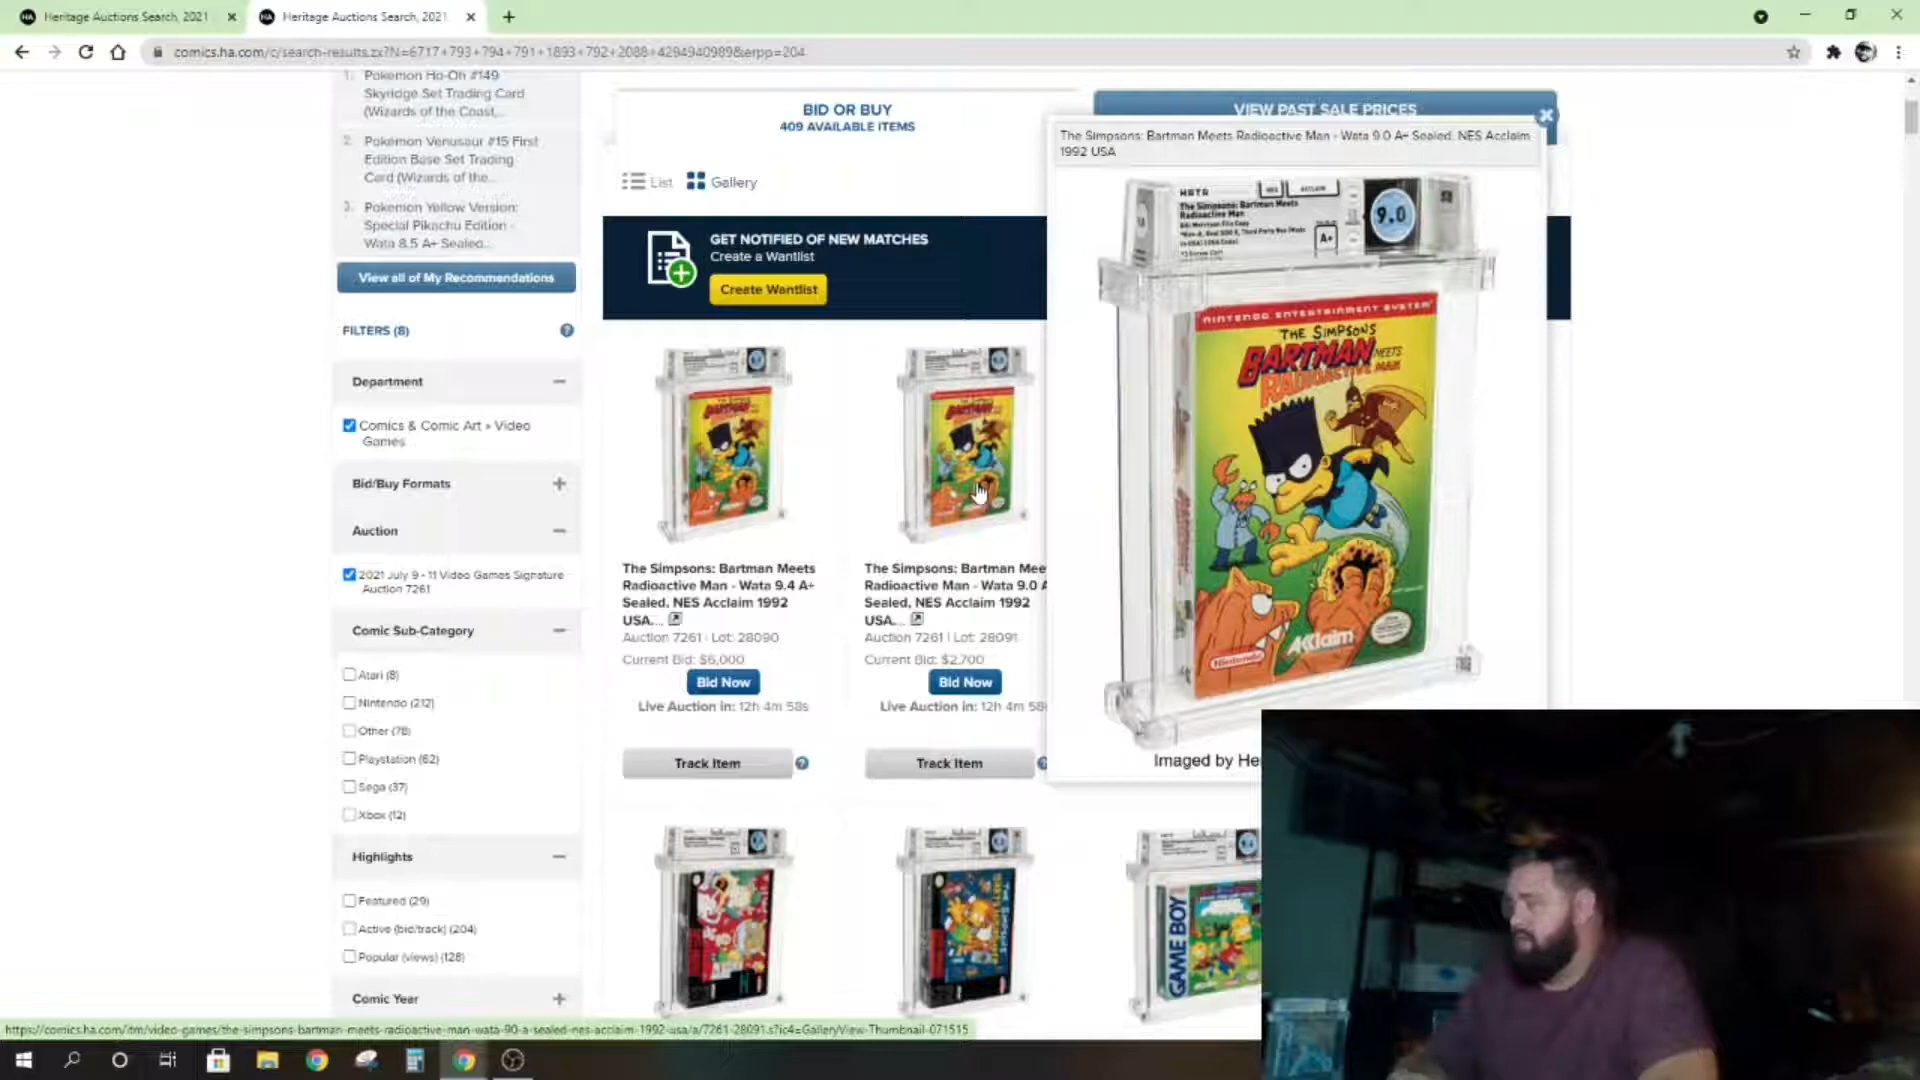 Heritage Auctions Search, 2021
Heritage Auctions Search, 2021
comics.ha.com/c/search-results.zx?N=6717+793+794+791+1893+792+2088+4294940989&erpp=204
1. Pokemon Ho-Oh #149
Skyridge Set Trading Card
(Wizards of the Coast,...
2. Pokemon Venusaur #15 First
Edition Base Set Trading
Card (Wizards of the...
3. Pokemon Yellow Version:
Special Pikachu Edition -
Wata 8.5 A+ Sealed...
View all of My Recommendations
FILTERS (8)
Department
Comics & Comic Art » Video
Games
Bid/Buy Formats
Auction
2021 July 9 - 11 Video Games Signature
Auction 7261
Comic Sub-Category
Atari (8)
Nintendo (212)
Other (78)
Playstation (62)
Sega (37)
Xbox (12)
Highlights
Featured (29)
Active (bid/track) (204)
Popular (views) (128)
Comic Year
BID OR BUY
409 AVAILABLE ITEMS
VIEW PAST SALE PRICES
List
Gallery
GET NOTIFIED OF NEW MATCHES
Create a Wantlist
Create Wantlist
The Simpsons: Bartman Meets
Radioactive Man - Wata 9.4 A+
Sealed, NES Acclaim 1992
USA....
Auction 7261 | Lot: 28090
Current Bid: $6,000
Bid Now
Live Auction in: 12h 4m 58s
Track Item
The Simpsons: Bartman Mee
Radioactive Man - Wata 9.0 A
Sealed, NES Acclaim 1992
USA....
Auction 7261 | Lot: 28091
Current Bid: $2,700
Bid Now
Live Auction in: 12h 4m 58
Track Item
The Simpsons: Bartman Meets Radioactive Man - Wata 9.0 A+ Sealed, NES Acclaim
1992 USA
WATA
NES
ACCLAIM
The Simpsons: Bartman Meets
Radioactive Man
A+
9.0
NINTENDO ENTERTAINMENT SYSTEM
THE SIMPSONS
BARTMAN MEETS
RADIOACTIVE MAN
Nintendo
AKklaim
Imaged by He
GAME BOY
https://comics.ha.com/itm/video-games/the-simpsons-bartman-meets-radioactive-man-wata-90-a-sealed-nes-acclaim-1992-usa/a/7261-28091.s?ic4=GalleryView-Thumbnail-071515